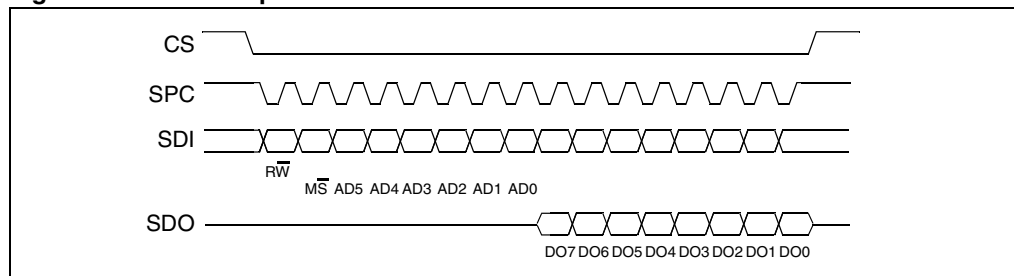 CS
SPC
SDI
RW̅
MS̅ AD5 AD4 AD3 AD2 AD1 AD0
SDO
DO7 DO6 DO5 DO4 DO3 DO2 DO1 DO0